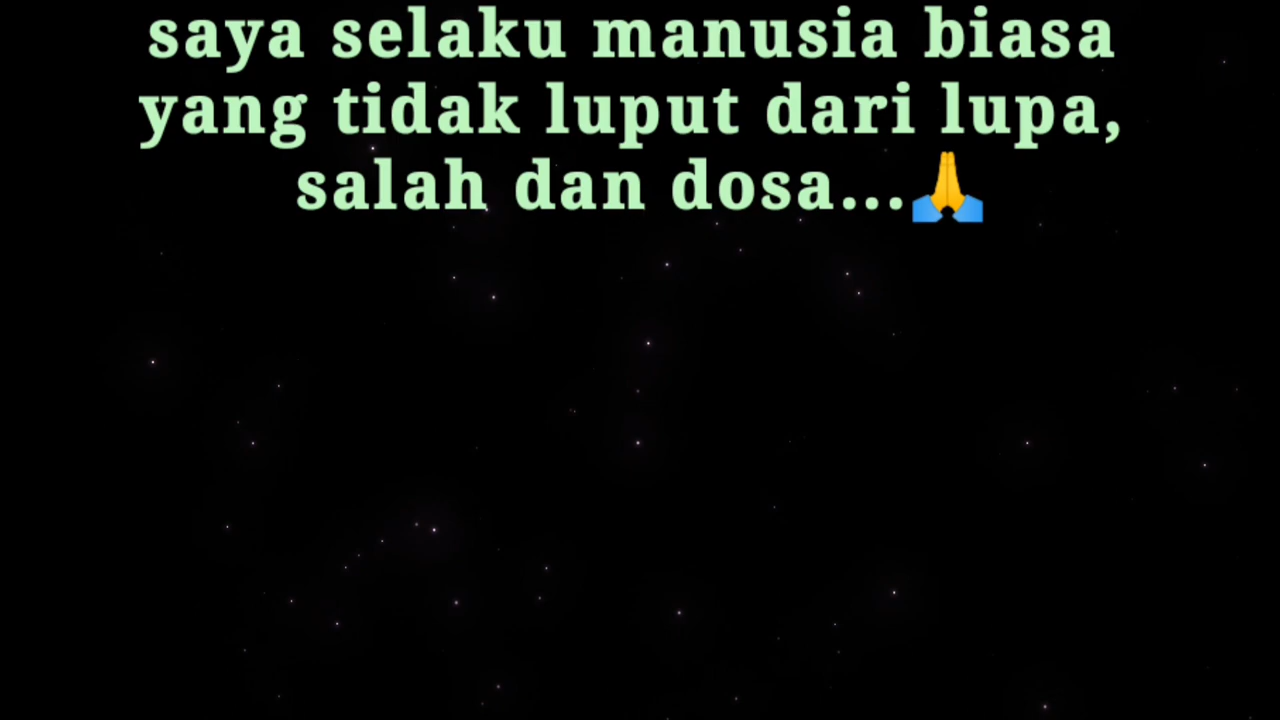 saya selaku manusia biasa
yang tidak luput dari lupa,
salah dan dosa...🙏